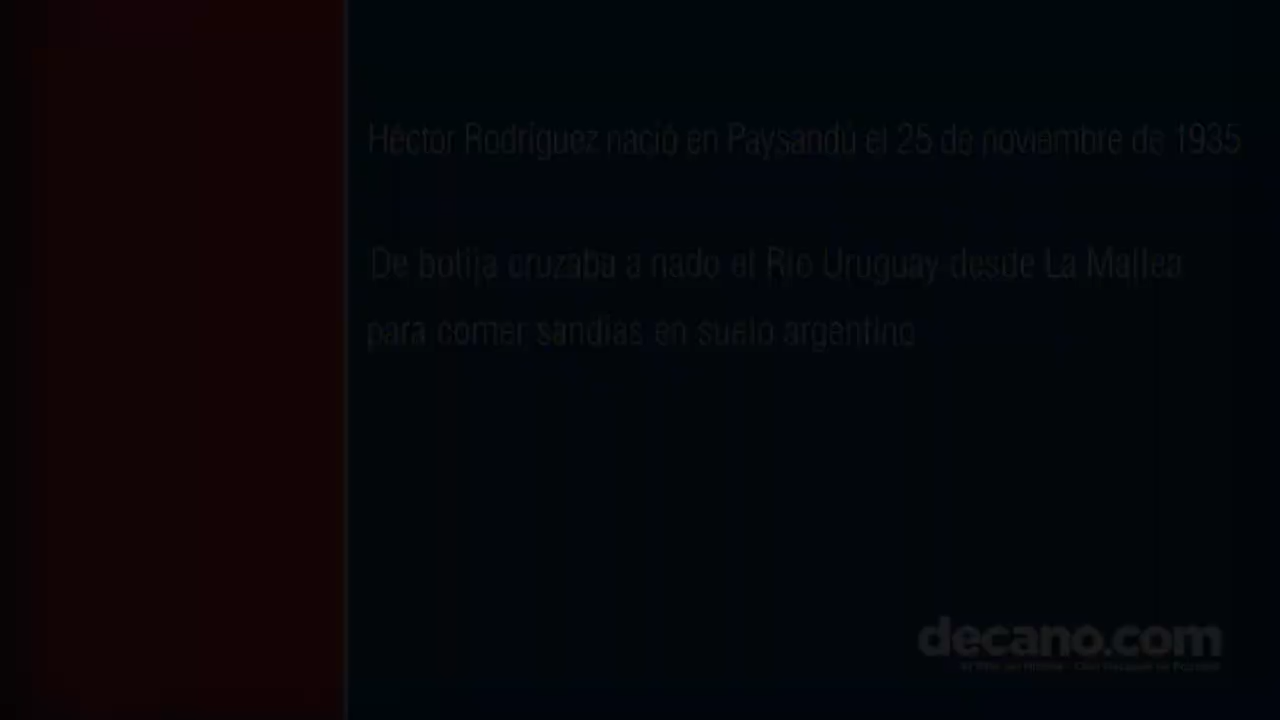 Héctor Rodríguez nació en Paysandú el 25 de noviembre de 1935
De botija cruzaba a nado el Río Uruguay desde La Mallea
para comer sandías en suelo argentino
decano.com